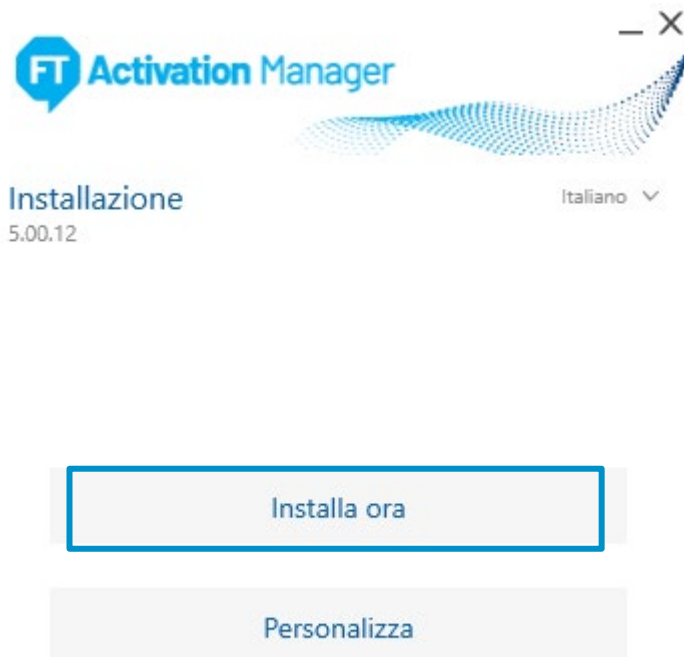 FT Activation Manager
Installazione
Italiano
5.00.12
Installa ora
Personalizza